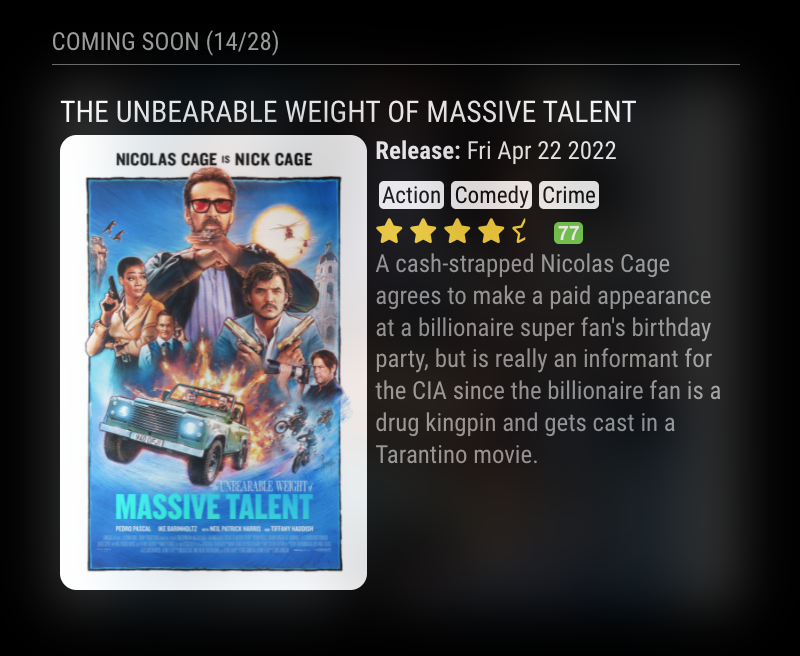 COMING SOON (14/28)
THE UNBEARABLE WEIGHT OF MASSIVE TALENT
NICOLAS CAGE IS NICK CAGE
THE UNBEARABLE WEIGHT of
MASSIVE TALENT
PEDRO PASCAL IKE BARINHOLTZ WITH NEIL PATRICK HARRIS AND TIFFANY HADDISH
Release: Fri Apr 22 2022
Action Comedy Crime
77
A cash-strapped Nicolas Cage
agrees to make a paid appearance
at a billionaire super fan's birthday
party, but is really an informant for
the CIA since the billionaire fan is a
drug kingpin and gets cast in a
Tarantino movie.